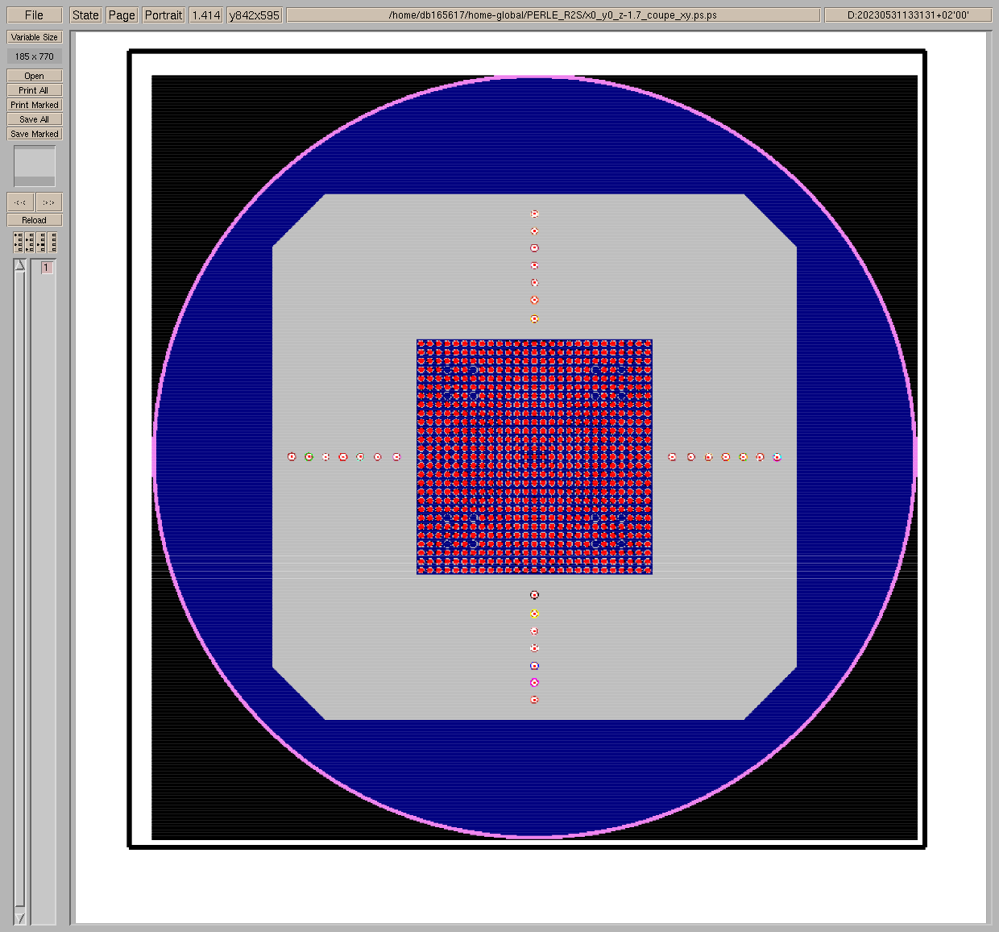 File
State
Page
Portrait
1.414
y842x595
/home/db165617/home-global/PERLE_R2S/x0_y0_z-1.7_coupe_xy.ps.ps
D:20230531133131+02'00'
Variable Size
185 x 770
Open
Print All
Print Marked
Save All
Save Marked
<<
>>
Reload
1